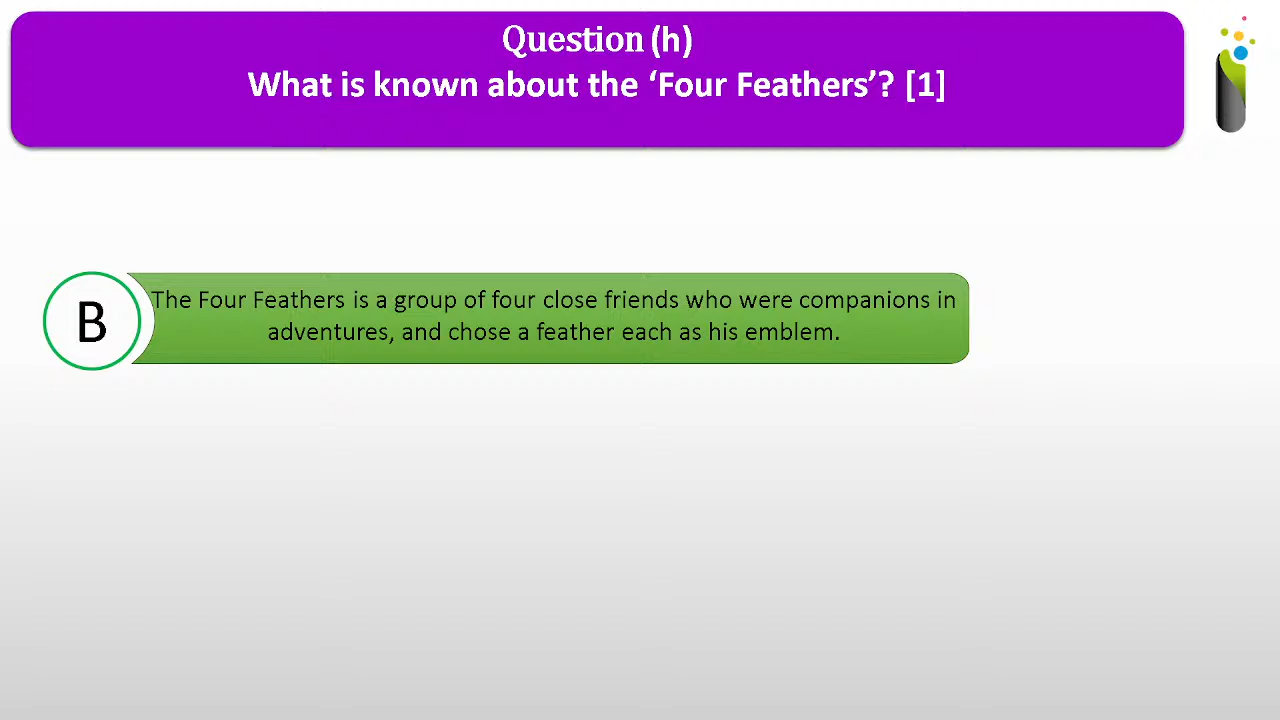 Question (h)
What is known about the ‘Four Feathers’? [1]
B
The Four Feathers is a group of four close friends who were companions in
adventures, and chose a feather each as his emblem.